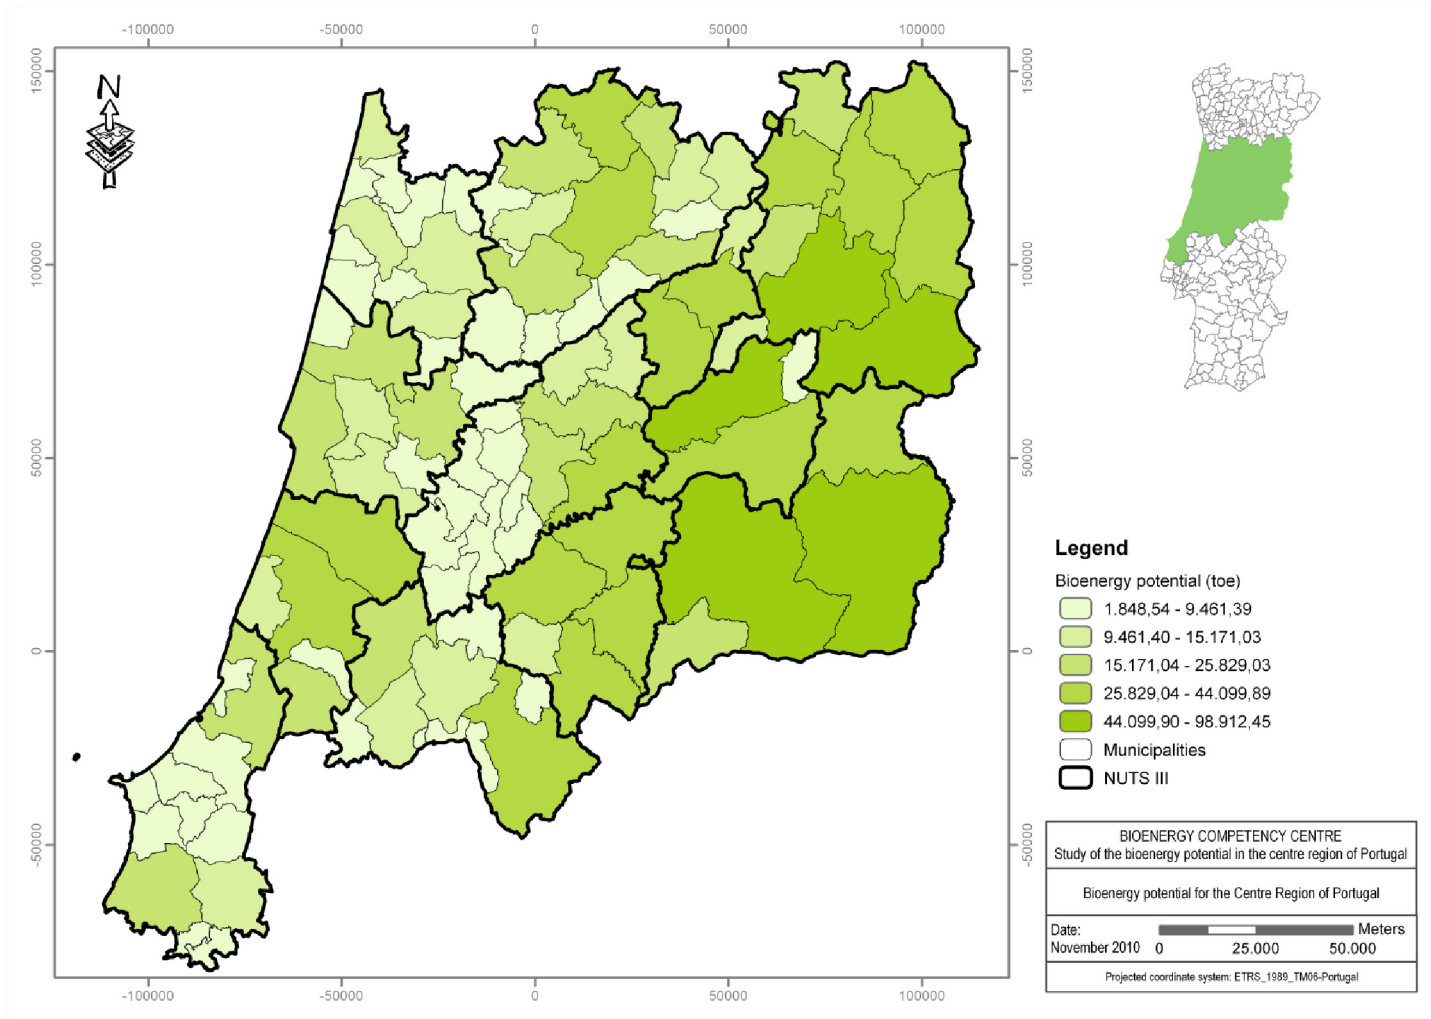 -100000 -50000 0 50000 100000
150000
100000
50000
0
-50000
150000
100000
50000
0
-50000
-100000 -50000 0 50000 100000
N
Legend
Bioenergy potential (toe)
1.848,54 - 9.461,39
9.461,40 - 15.171,03
15.171,04 - 25.829,03
25.829,04 - 44.099,89
44.099,90 - 98.912,45
Municipalities
NUTS III
BIOENERGY COMPETENCY CENTRE
Study of the bioenergy potential in the centre region of Portugal
Bioenergy potential for the Centre Region of Portugal
Date: Meters
November 2010 0 25.000 50.000
Projected coordinate system: ETRS_1989_TM06-Portugal